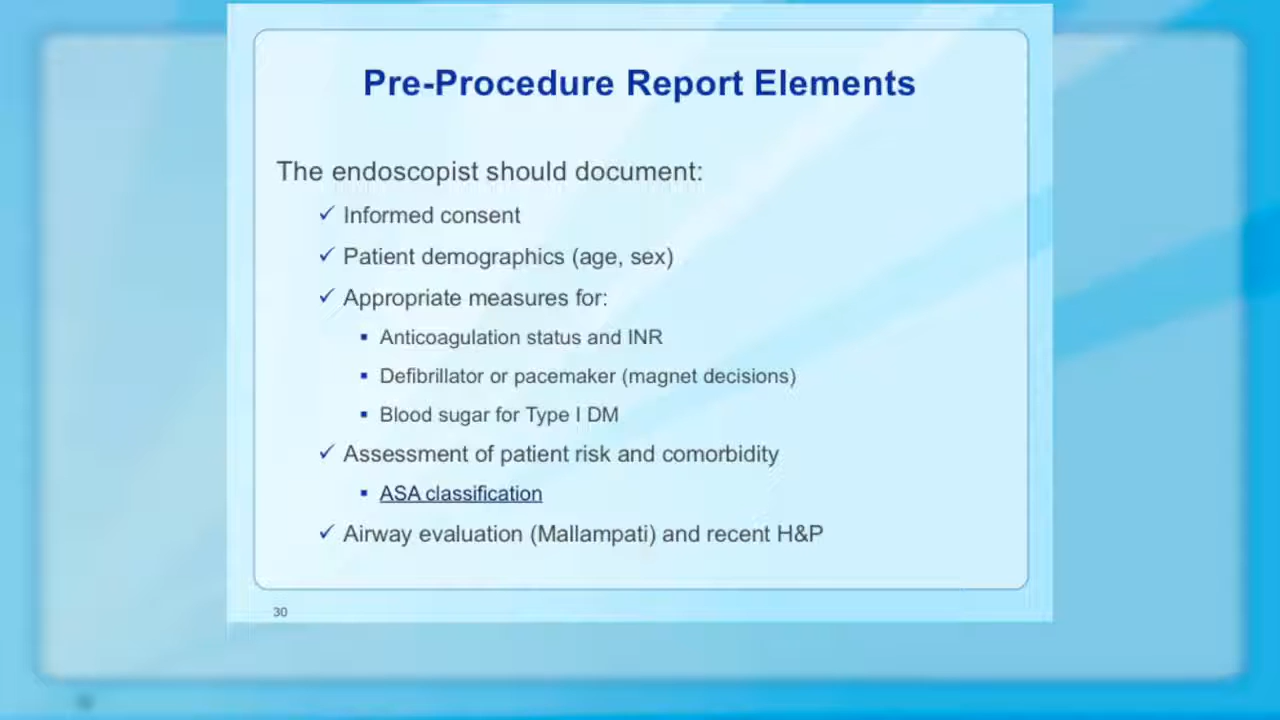 Pre-Procedure Report Elements
The endoscopist should document:
✓ Informed consent
✓ Patient demographics (age, sex)
✓ Appropriate measures for:
▪ Anticoagulation status and INR
▪ Defibrillator or pacemaker (magnet decisions)
▪ Blood sugar for Type I DM
✓ Assessment of patient risk and comorbidity
▪ ASA classification
✓ Airway evaluation (Mallampati) and recent H&P
30